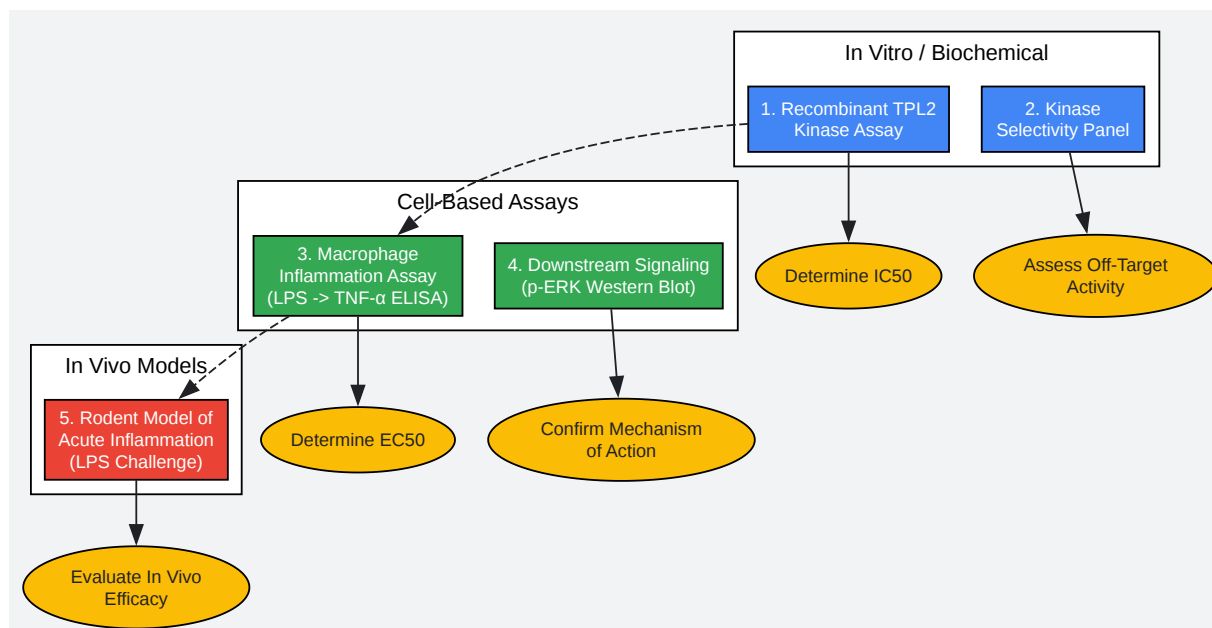 In Vitro / Biochemical
1. Recombinant TPL2
Kinase Assay
2. Kinase
Selectivity Panel
Cell-Based Assays
3. Macrophage
Inflammation Assay
(LPS -> TNF-α ELISA)
4. Downstream Signaling
(p-ERK Western Blot)
Determine IC50
Assess Off-Target
Activity
In Vivo Models
5. Rodent Model of
Acute Inflammation
(LPS Challenge)
Determine EC50
Confirm Mechanism
of Action
Evaluate In Vivo
Efficacy